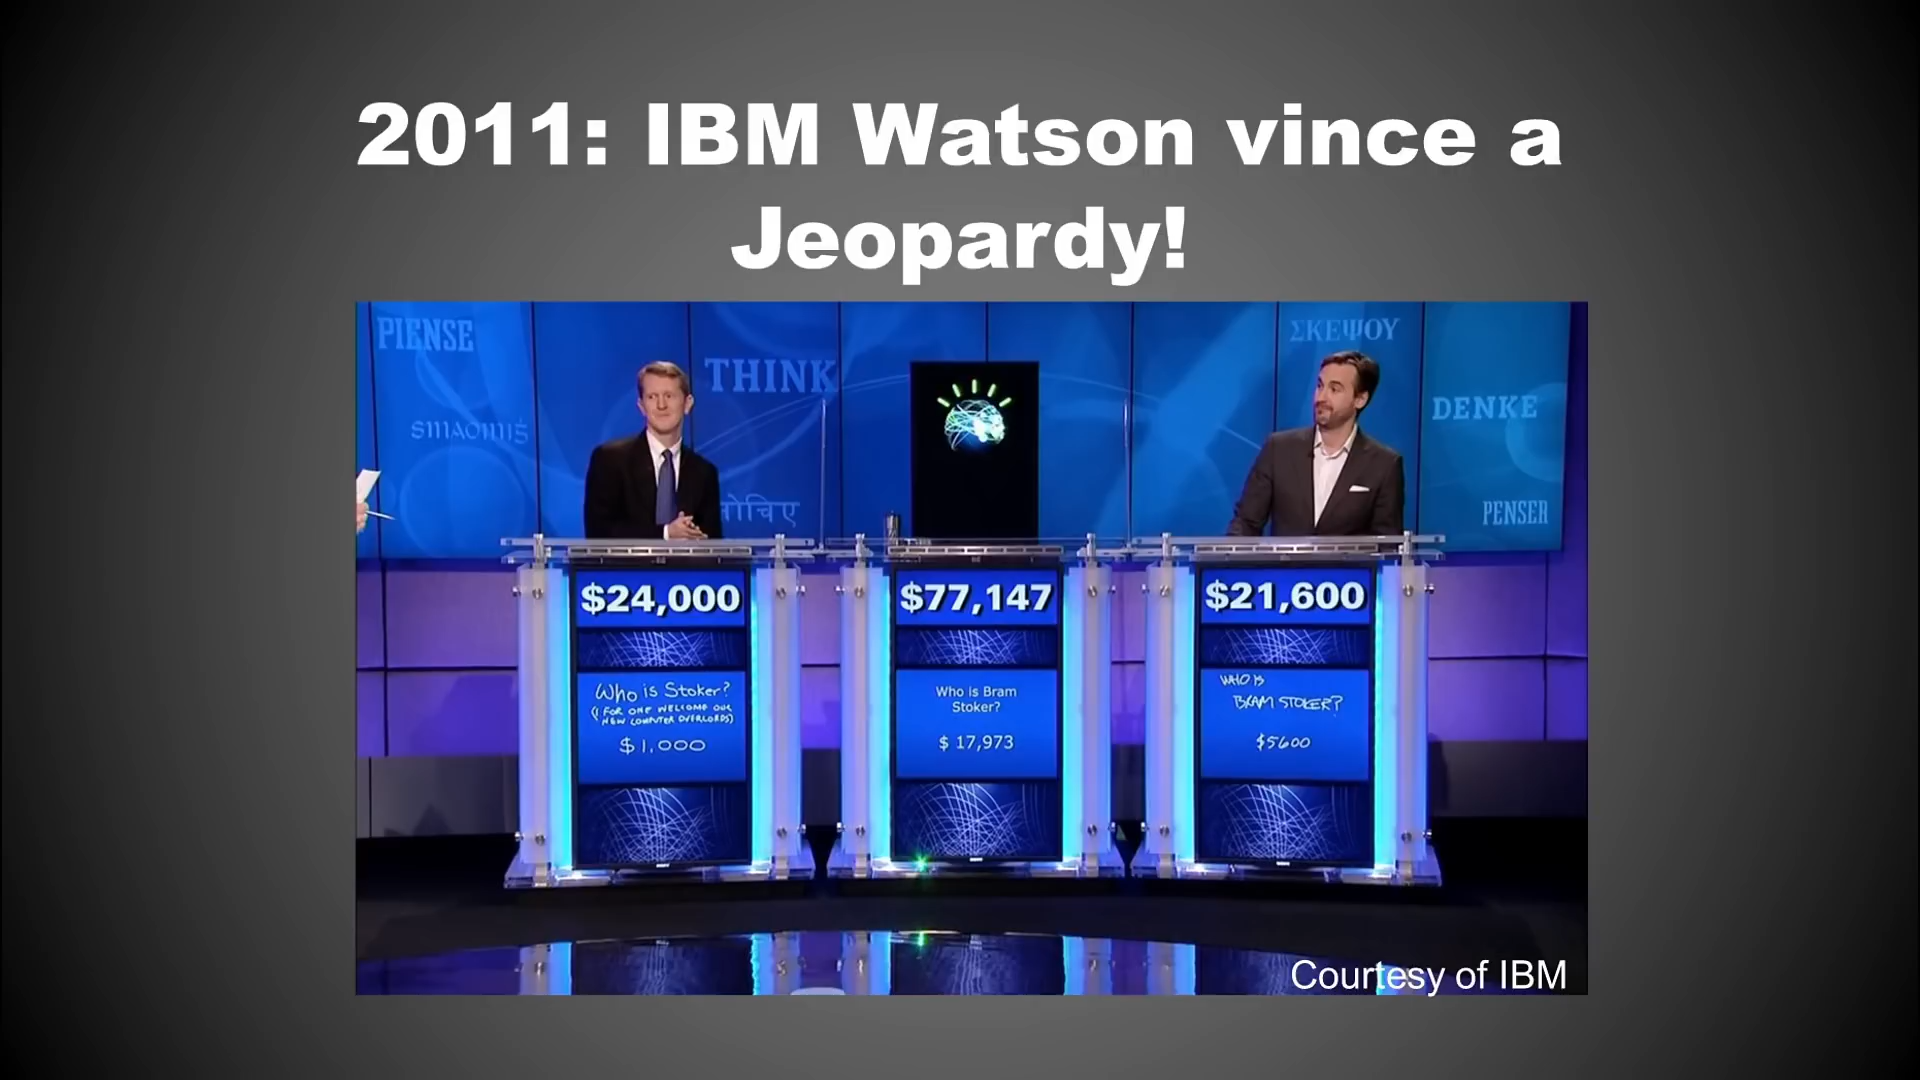 2011: IBM Watson vince a
Jeopardy!
PIENSE
THINK
ΣΚΕΨΟΥ
DENKE
PENSER
$24,000
$77,147
$21,600
Who is Stoker?
(I FOR ONE WELCOME OUR
NEW COMPUTER OVERLORDS)
$1,000
Who is Bram
Stoker?
$ 17,973
WHO IS
BRAM STOKER?
$5600
Courtesy of IBM